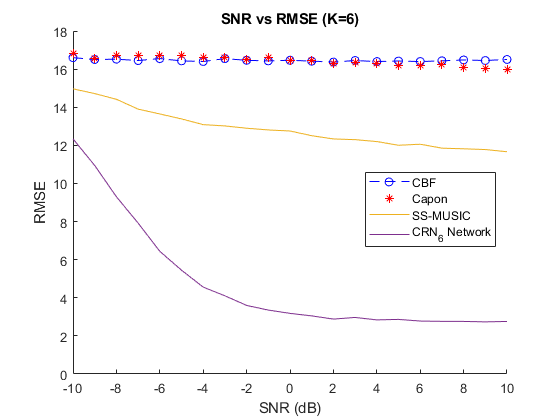 SNR vs RMSE (K=6)
18
16
14
12
10
8
6
4
2
0
RMSE
CBF
Capon
SS-MUSIC
CRN6 Network
-10 -8 -6 -4 -2 0 2 4 6 8 10
SNR (dB)